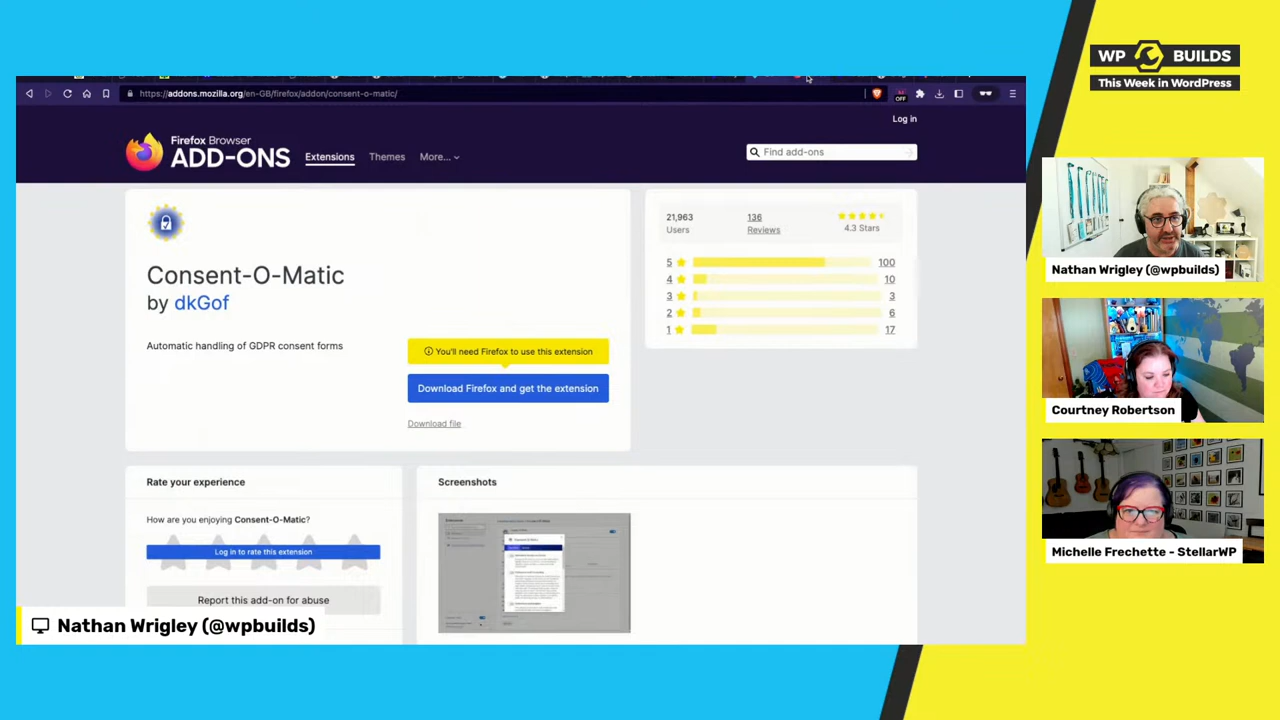 WP BUILDS
This Week in WordPress
https://addons.mozilla.org/en-GB/firefox/addon/consent-o-matic/
OFF
Log in
Firefox Browser
ADD-ONS
Extensions
Themes
More...
Find add-ons
Consent-O-Matic
by dkGof
Automatic handling of GDPR consent forms
You'll need Firefox to use this extension
Download Firefox and get the extension
Download file
21,963
Users
136
Reviews
4.3 Stars
5 100
4 10
3 3
2 6
1 17
Rate your experience
How are you enjoying Consent-O-Matic?
Log in to rate this extension
Report this add-on for abuse
Screenshots
Nathan Wrigley (@wpbuilds)
Nathan Wrigley (@wpbuilds)
Courtney Robertson
Michelle Frechette - StellarWP